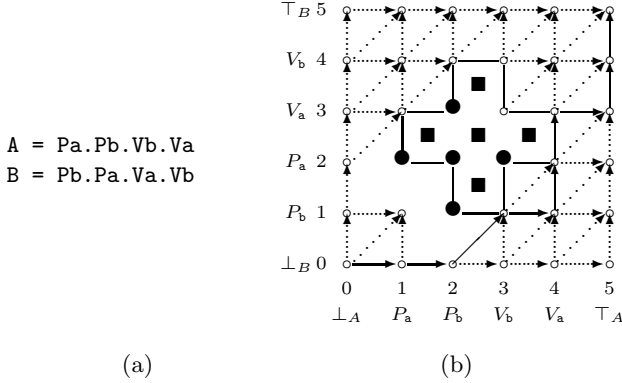 A = Pa.Pb.Vb.Va
B = Pb.Pa.Va.Vb
⊤B 5
Vb 4
Va 3
Pa 2
Pb 1
⊥B 0
0 1 2 3 4 5
⊥A Pa Pb Vb Va ⊤A
(a) (b)